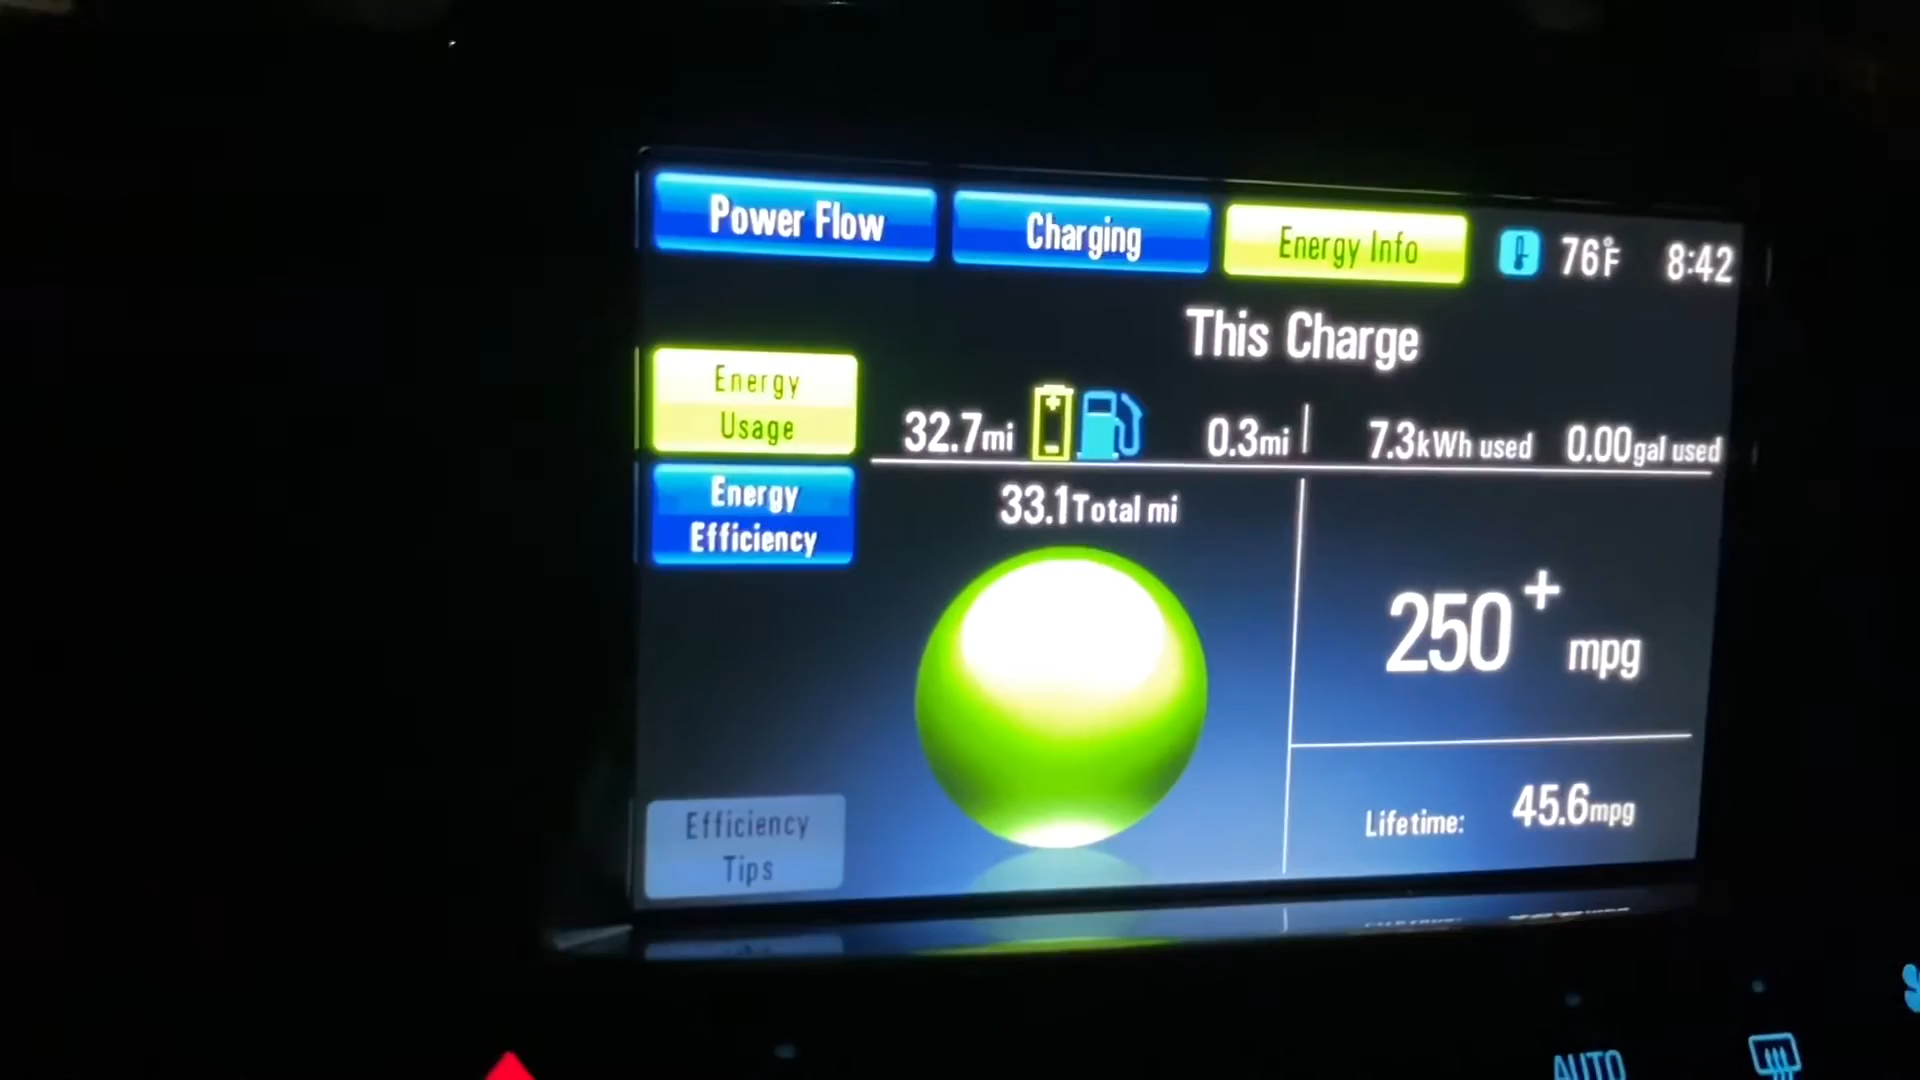 Power Flow
Charging
Energy Info
76°F
8:42
This Charge
Energy
Usage
32.7mi
0.3mi
7.3kWh used
0.00gal used
Energy
Efficiency
33.1Total mi
250+ mpg
Lifetime: 45.6mpg
Efficiency
Tips
AUTO